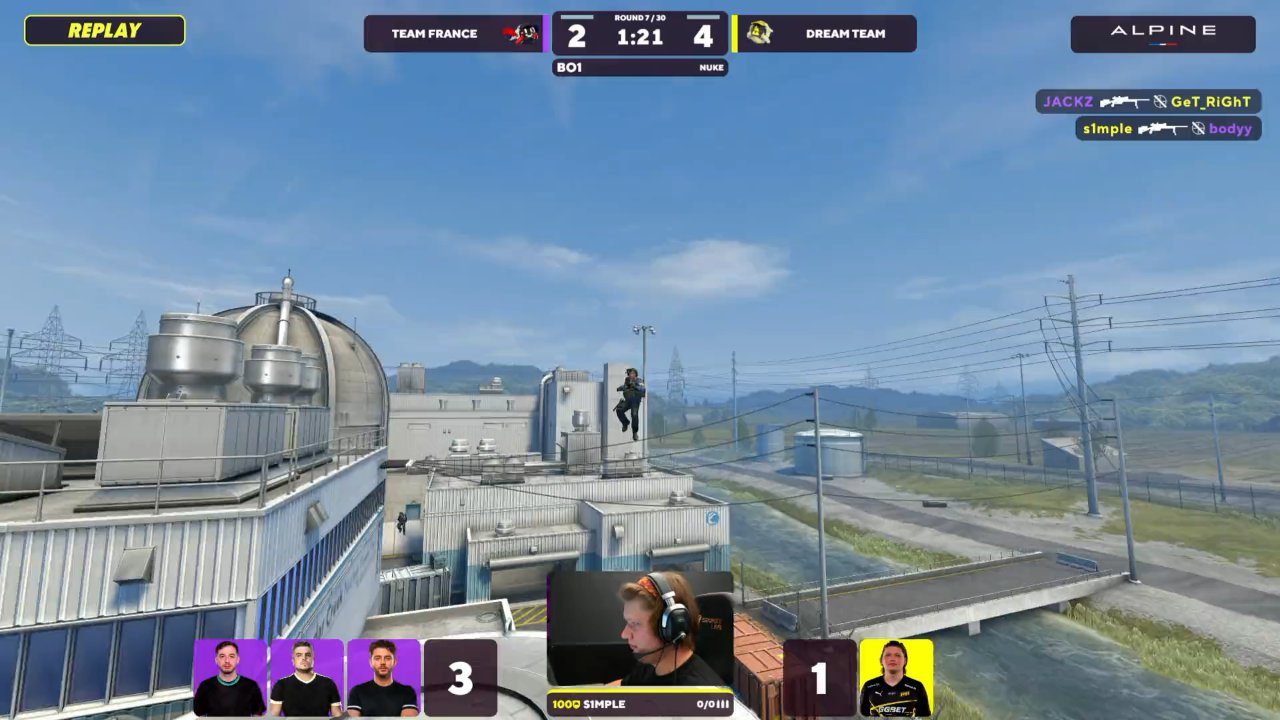 REPLAY
TEAM FRANCE
2
ROUND 7 / 30
1:21
4
DREAM TEAM
BO1
NUKE
ALPINE
JACKZ GeT_RiGhT
s1mple bodyy
3
1
100 S1MPLE
0/0